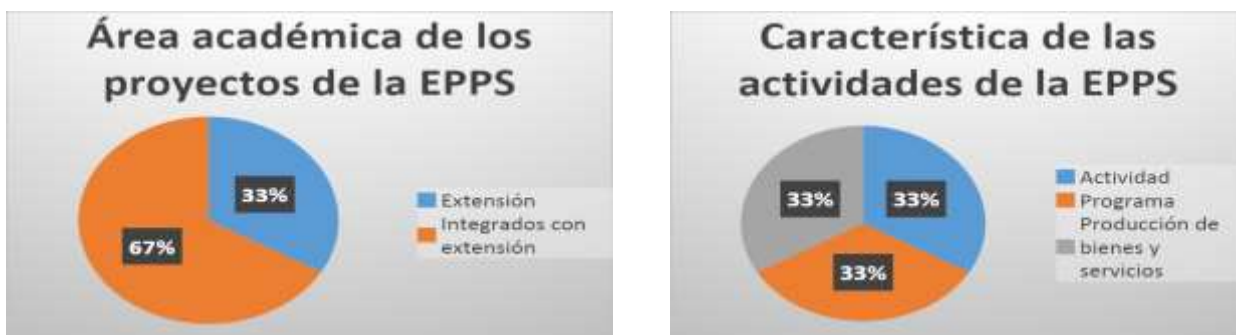 Área académica de los
proyectos de la EPPS
33%
67%
Extensión
Integrados con
extensión
Característica de las
actividades de la EPPS
33%
33%
33%
Actividad
Programa
Producción de
bienes y
servicios